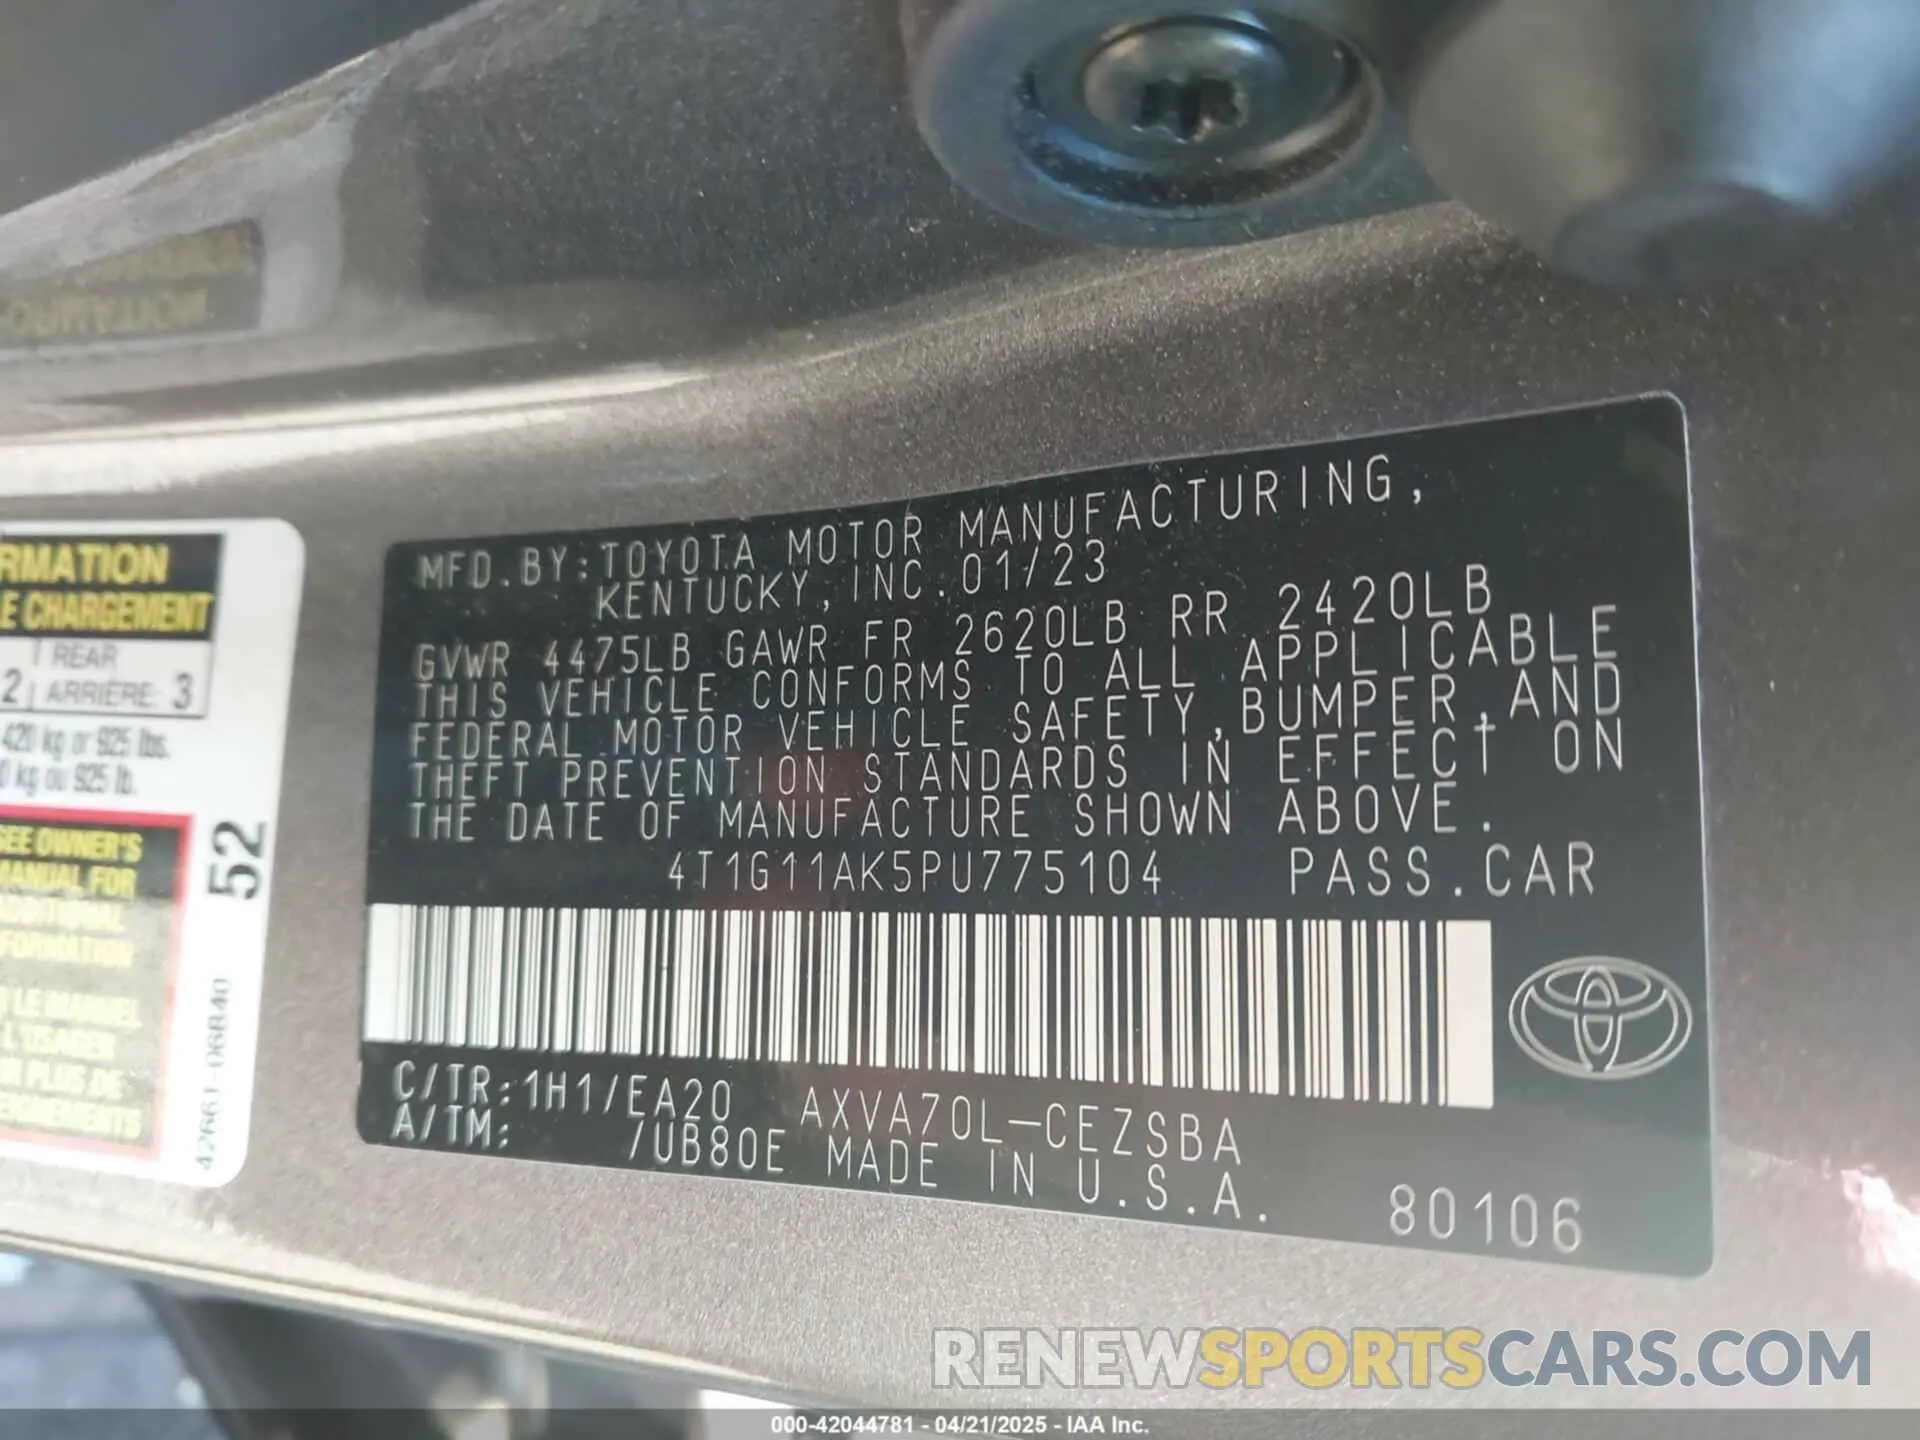 RMATION
E CHARGEMENT
REAR
2 ARRIÈRE: 3
420 kg or 925 lbs.
0 kg ou 925 lb.
SEE OWNER'S
MANUAL FOR
ADDITIONAL
INFORMATION
LE MANUEL
L'USAGER
PLUS DE
52
42661-06840
MFD.BY:TOYOTA MOTOR MANUFACTURING,
KENTUCKY,INC.01/23
GVWR 4475LB GAWR FR 2620LB RR 2420LB
THIS VEHICLE CONFORMS TO ALL APPLICABLE
FEDERAL MOTOR VEHICLE SAFETY,BUMPER,AND
THEFT PREVENTION STANDARDS IN EFFECT ON
THE DATE OF MANUFACTURE SHOWN ABOVE.
4T1G11AK5PU775104 PASS.CAR
C/TR:1H1/EA20 AXVA70L-CEZSBA
A/TM: /UB80E MADE IN U.S.A.
80106
RENEWSPORTSCARS.COM
000-42044781 - 04/21/2025 - IAA Inc.